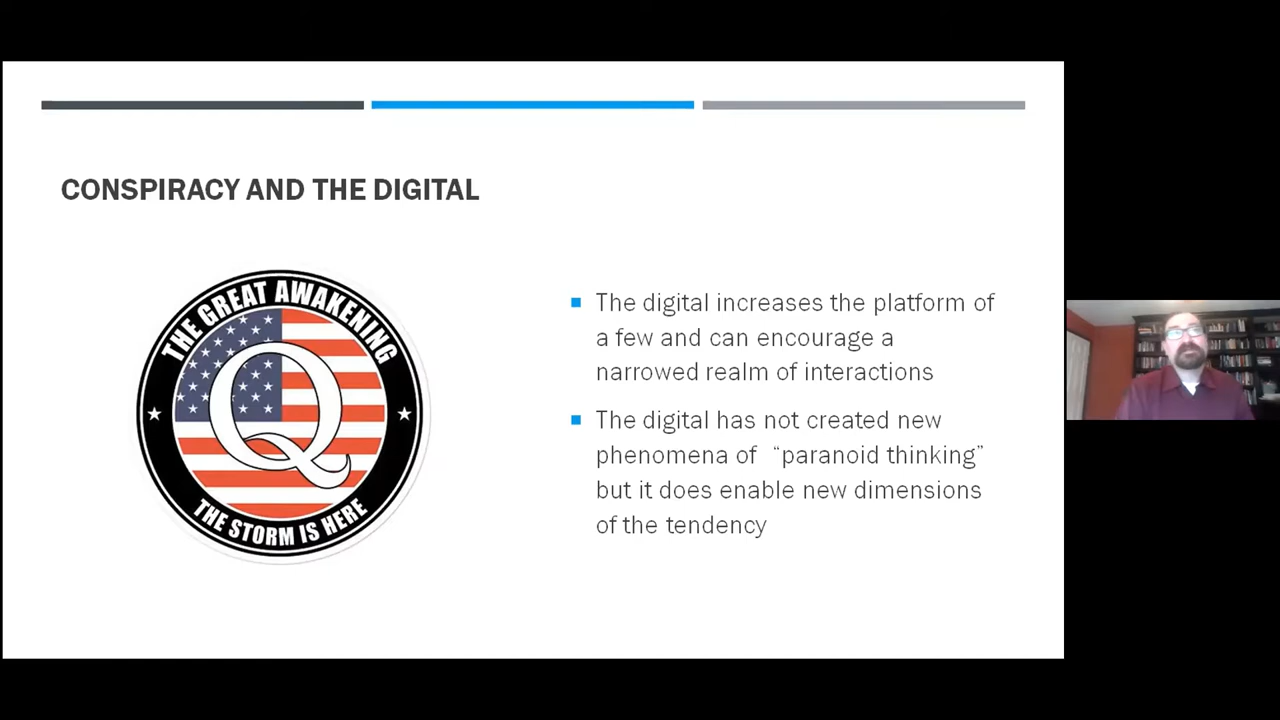 CONSPIRACY AND THE DIGITAL
THE GREAT AWAKENING
Q
THE STORM IS HERE
The digital increases the platform of
a few and can encourage a
narrowed realm of interactions
The digital has not created new
phenomena of “paranoid thinking”
but it does enable new dimensions
of the tendency